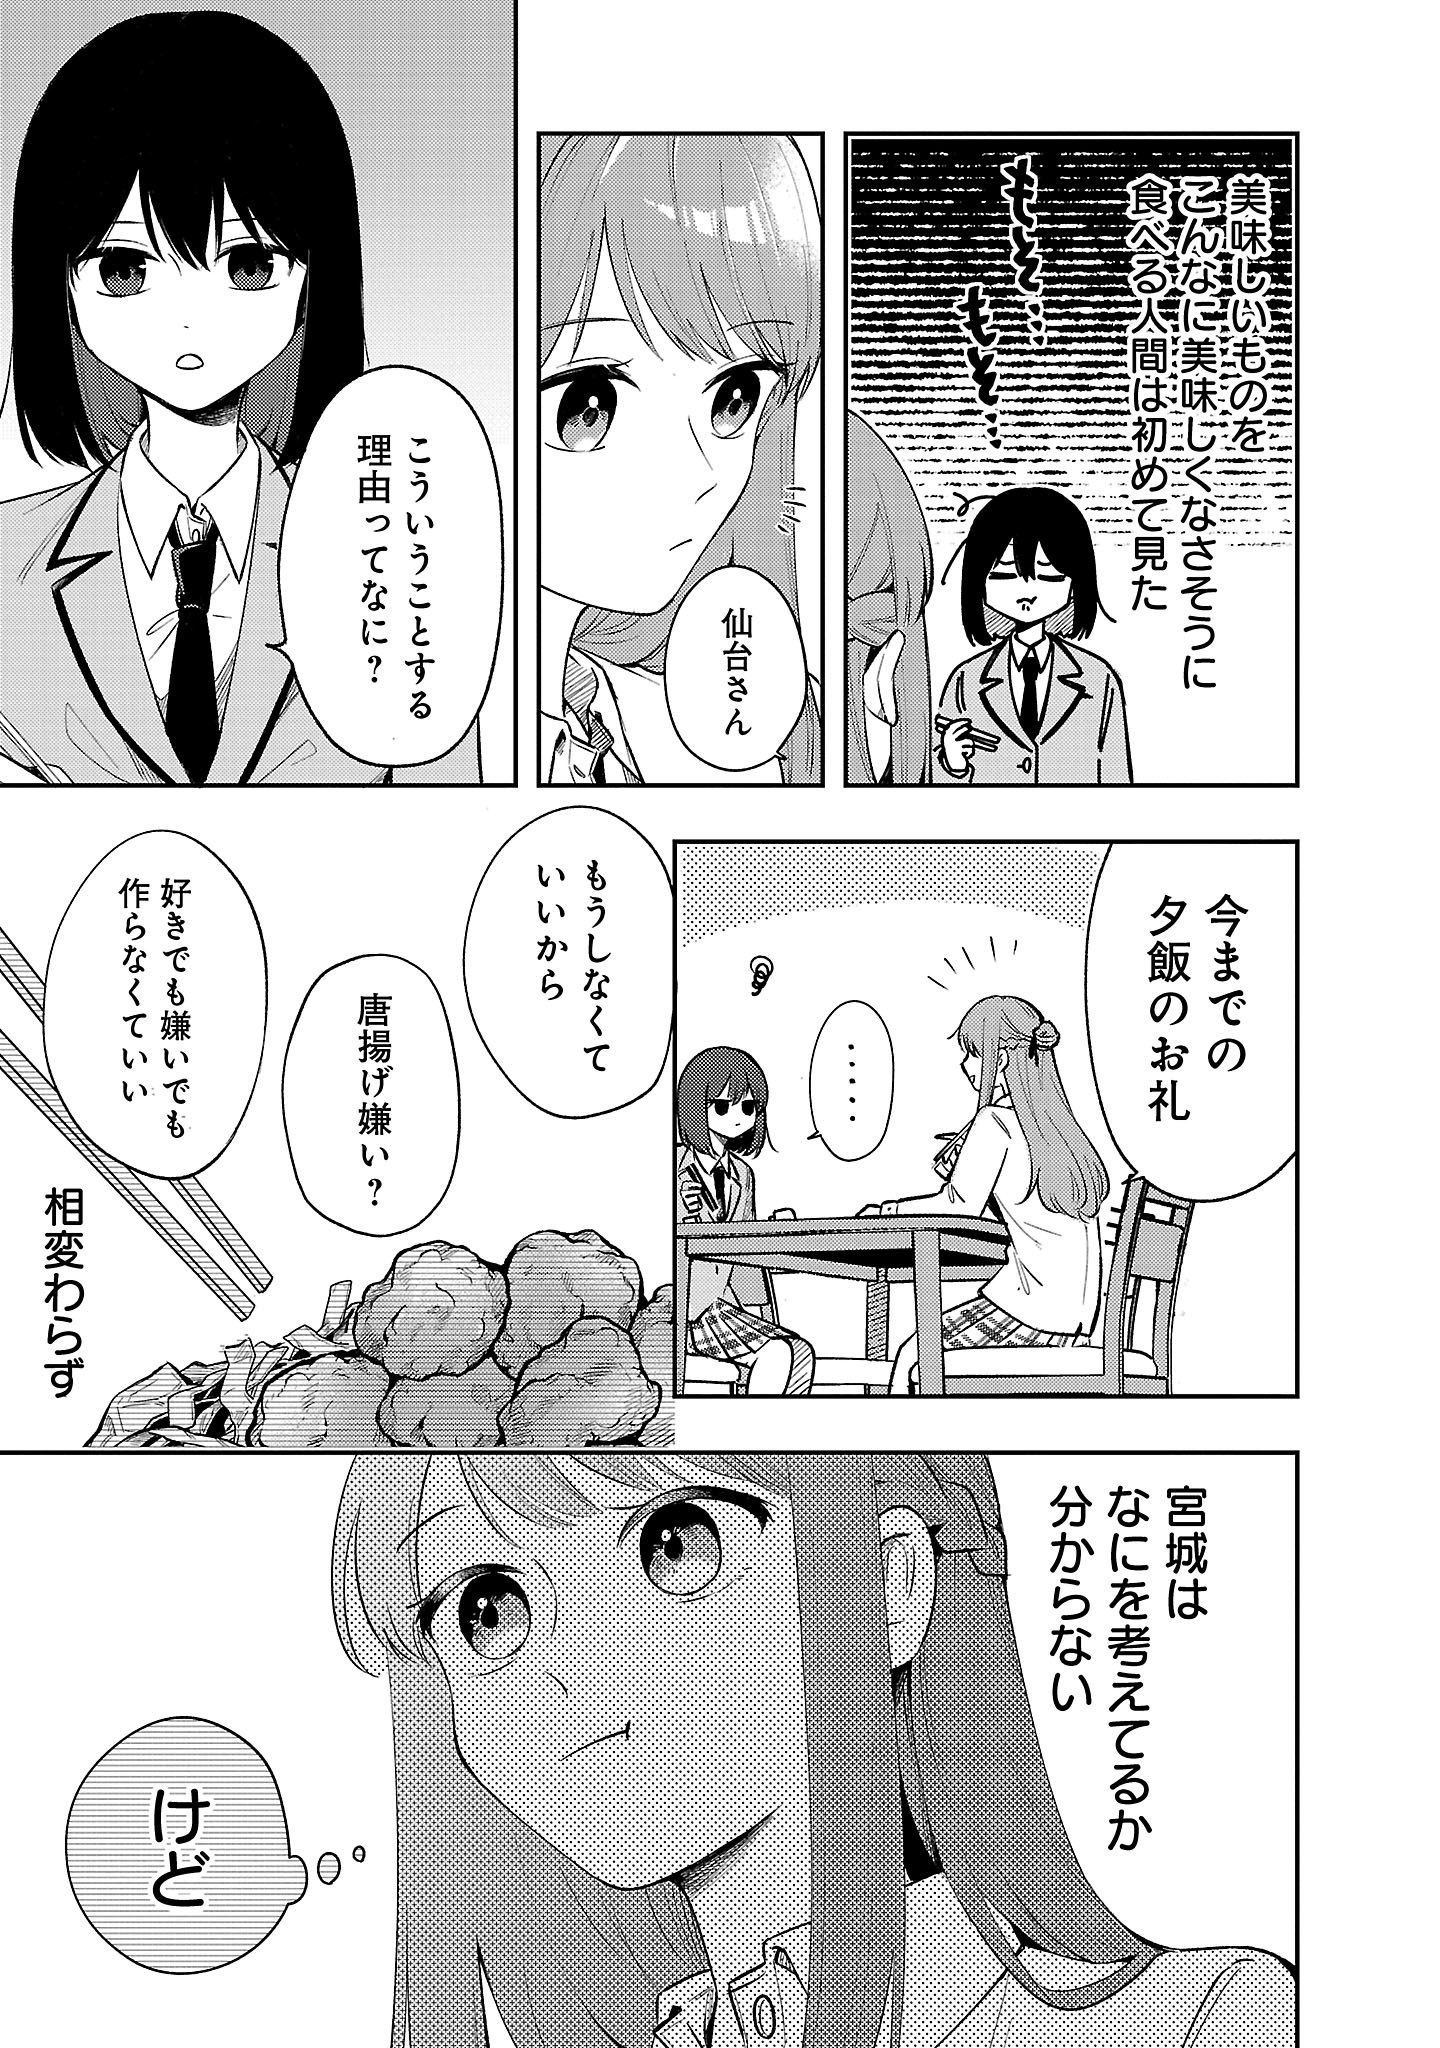 美味しいものを
こんなに美味しくなさそうに
食べる人間は初めて見た
もそ…
もそ…
仙台さん
こういうことする
理由ってなに？
今までの
夕飯のお礼
・・・・・
もうしなくて
いいから
唐揚げ嫌い？
好きでも嫌いでも
作らなくていい
相変わらず
宮城は
なにを考えてるか
分からない
けど